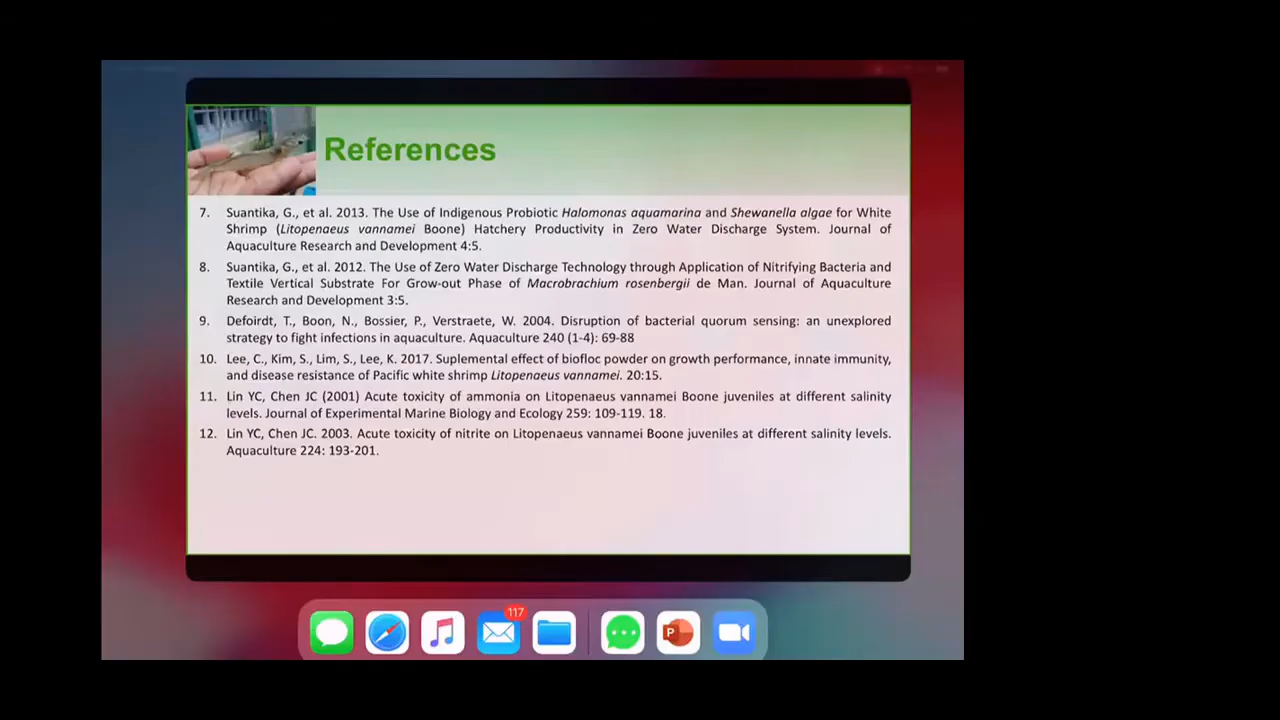 References
7. Suantika, G., et al. 2013. The Use of Indigenous Probiotic Halomonas aquamarina and Shewanella algae for White
Shrimp (Litopenaeus vannamei Boone) Hatchery Productivity in Zero Water Discharge System. Journal of
Aquaculture Research and Development 4:5.
8. Suantika, G., et al. 2012. The Use of Zero Water Discharge Technology through Application of Nitrifying Bacteria and
Textile Vertical Substrate For Grow-out Phase of Macrobrachium rosenbergii de Man. Journal of Aquaculture
Research and Development 3:5.
9. Defoirdt, T., Boon, N., Bossier, P., Verstraete, W. 2004. Disruption of bacterial quorum sensing: an unexplored
strategy to fight infections in aquaculture. Aquaculture 240 (1-4): 69-88
10. Lee, C., Kim, S., Lim, S., Lee, K. 2017. Suplemental effect of biofloc powder on growth performance, innate immunity,
and disease resistance of Pacific white shrimp Litopenaeus vannamei. 20:15.
11. Lin YC, Chen JC (2001) Acute toxicity of ammonia on Litopenaeus vannamei Boone juveniles at different salinity
levels. Journal of Experimental Marine Biology and Ecology 259: 109-119. 18.
12. Lin YC, Chen JC. 2003. Acute toxicity of nitrite on Litopenaeus vannamei Boone juveniles at different salinity levels.
Aquaculture 224: 193-201.
117
P